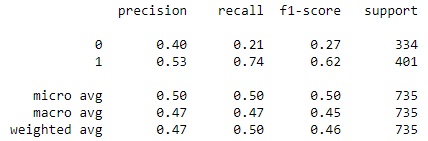 precision recall f1-score support
0 0.40 0.21 0.27 334
1 0.53 0.74 0.62 401
micro avg 0.50 0.50 0.50 735
macro avg 0.47 0.47 0.45 735
weighted avg 0.47 0.50 0.46 735